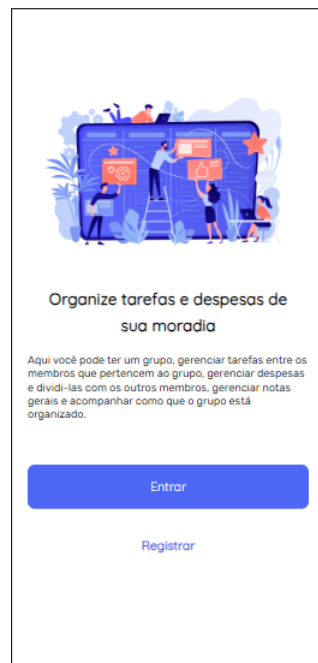 Organize tarefas e despesas de
sua moradia
Aqui você pode ter um grupo, gerenciar tarefas entre os
membros que pertencem ao grupo, gerenciar despesas
e dividi-las com os outros membros, gerenciar notas
gerais e acompanhar como que o grupo está
organizado.
Entrar
Registrar